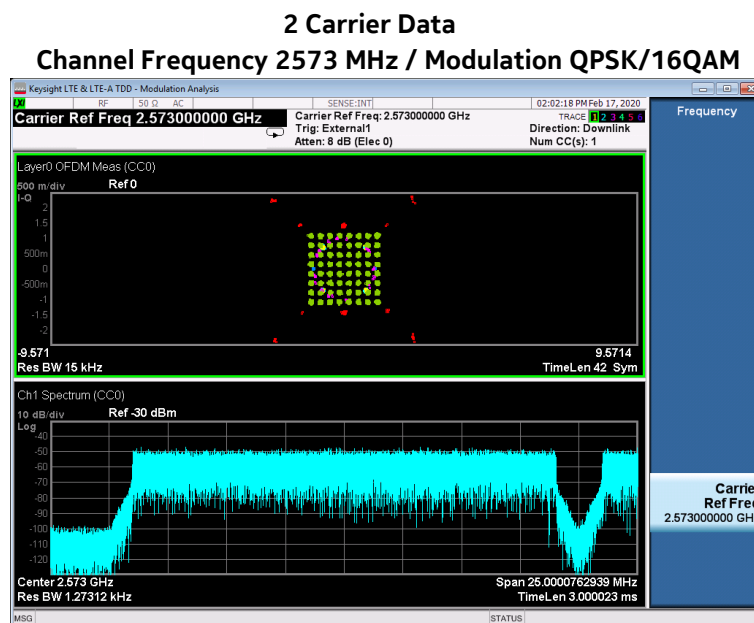 2 Carrier Data
Channel Frequency 2573 MHz / Modulation QPSK/16QAM
Keysight LTE & LTE-A TDD - Modulation Analysis
LXI RF 50 Ω AC SENSE:INT 02:02:18 PM Feb 17, 2020
Carrier Ref Freq 2.573000000 GHz
Carrier Ref Freq: 2.573000000 GHz
Trig: External1
Atten: 8 dB (Elec 0)
TRACE 1 2 3 4 5 6
Direction: Downlink
Num CC(s): 1
Frequency
Layer0 OFDM Meas (CC0)
500 m/div Ref 0
I-Q
2
1.5
1
500m
0
-500m
-1
-1.5
-2
-9.571 9.5714
Res BW 15 kHz TimeLen 42 Sym
Ch1 Spectrum (CC0)
10 dB/div Ref -30 dBm
Log
-40
-50
-60
-70
-80
-90
-100
-110
-120
Center 2.573 GHz Span 25.0000762939 MHz
Res BW 1.27312 kHz TimeLen 3.000023 ms
Carrie
Ref Fre
2.573000000 GH
MSG STATUS